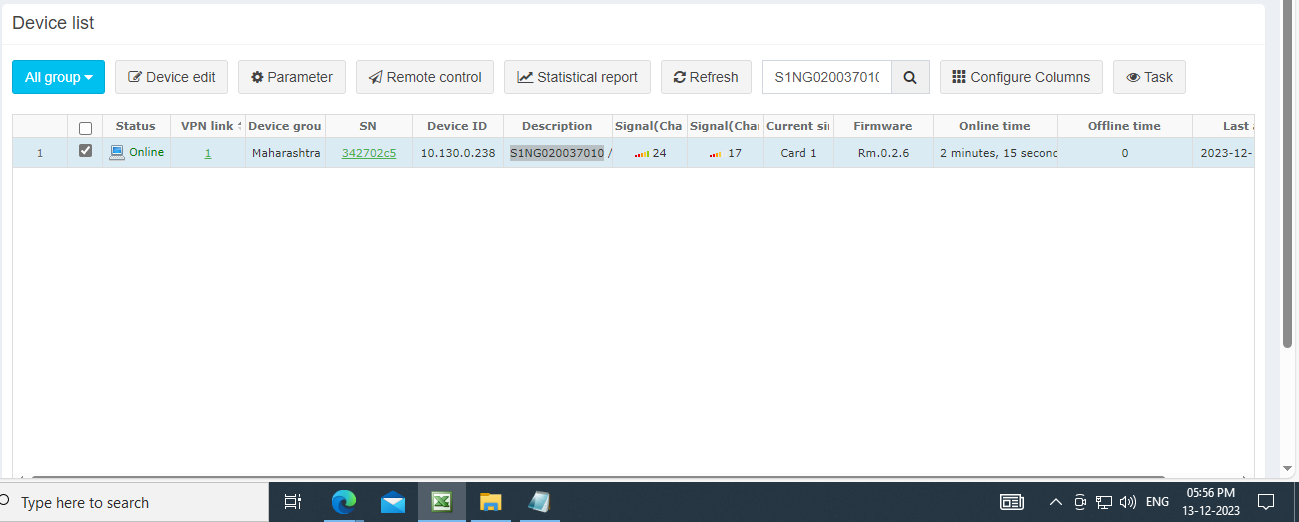 Device list
All group Device edit Parameter Remote control Statistical report Refresh S1NG020037010 Configure Columns Task
Status VPN link Device grou SN Device ID Description Signal(Cha Signal(Cha Current si Firmware Online time Offline time Last
1 Online 1 Maharashtra 342702c5 10.130.0.238 S1NG020037010 / 24 17 Card 1 Rm.0.2.6 2 minutes, 15 second 0 2023-12-
Type here to search ENG 05:56 PM
13-12-2023